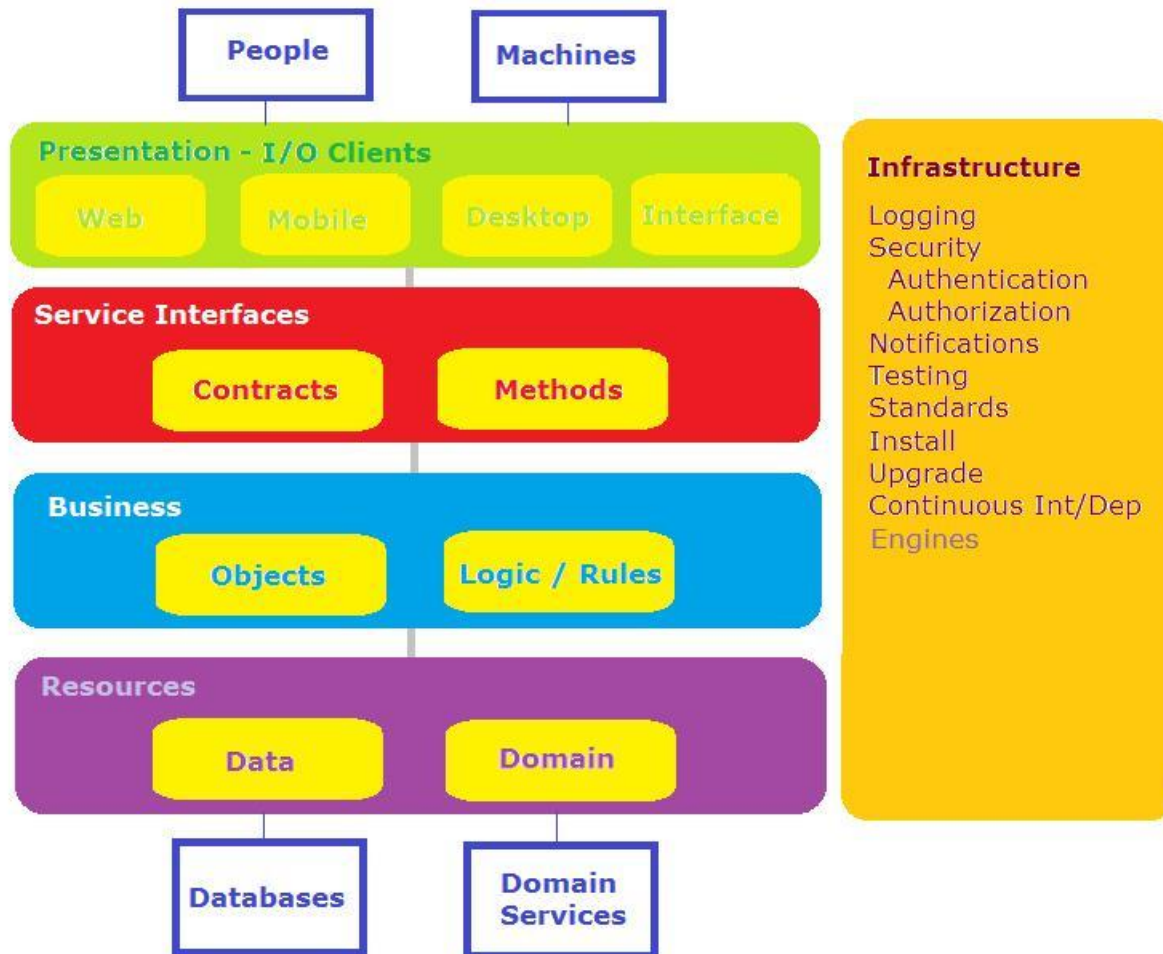 People
Machines
Presentation - I/O Clients
Web
Mobile
Desktop
Interface
Service Interfaces
Contracts
Methods
Business
Objects
Logic / Rules
Resources
Data
Domain
Databases
Domain
Services
Infrastructure
Logging
Security
Authentication
Authorization
Notifications
Testing
Standards
Install
Upgrade
Continuous Int/Dep
Engines